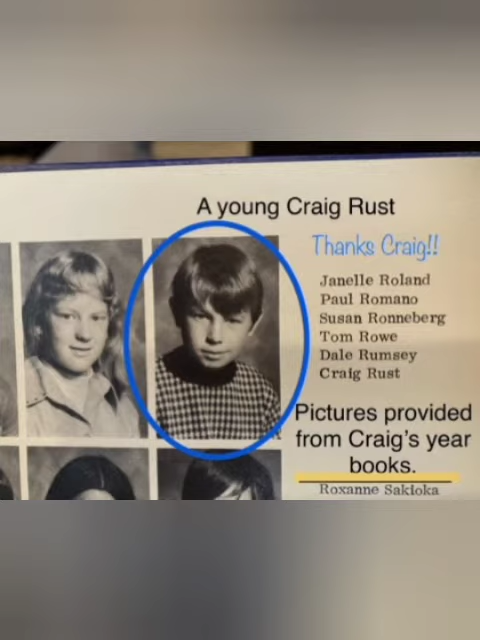 A young Craig Rust
Thanks Craig!!
Janelle Roland
Paul Romano
Susan Ronneberg
Tom Rowe
Dale Rumsey
Craig Rust
Pictures provided
from Craig's year
books.
Roxanne Sakioka